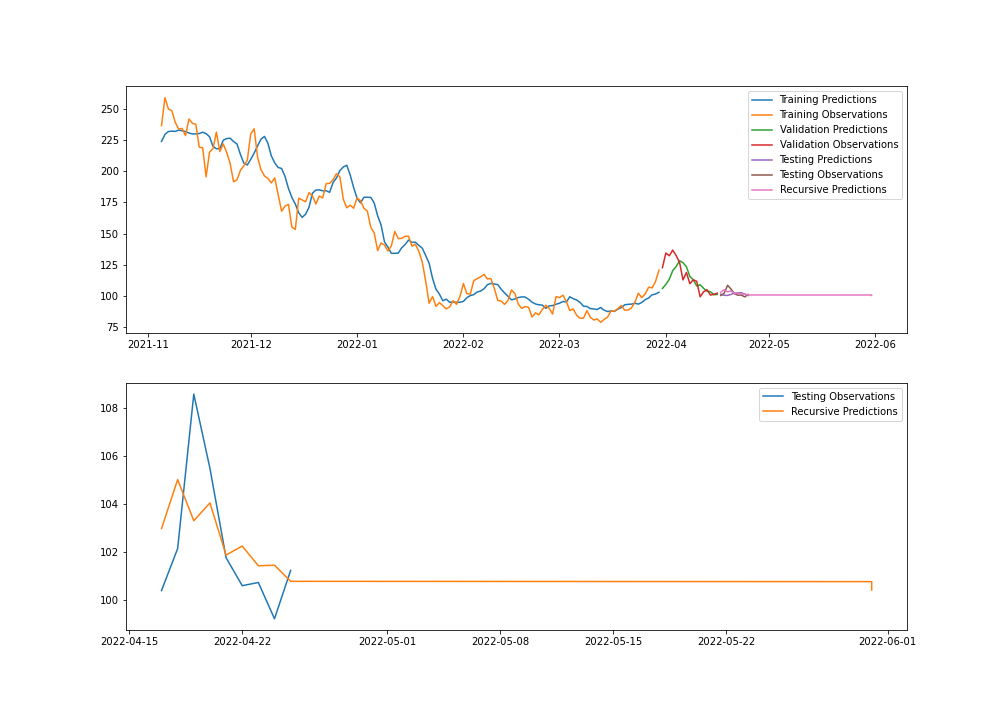 250
225
200
175
150
125
100
75
Training Predictions
Training Observations
Validation Predictions
Validation Observations
Testing Predictions
Testing Observations
Recursive Predictions
2021-11 2021-12 2022-01 2022-02 2022-03 2022-04 2022-05 2022-06
108
106
104
102
100
Testing Observations
Recursive Predictions
2022-04-15 2022-04-22 2022-05-01 2022-05-08 2022-05-15 2022-05-22 2022-06-01